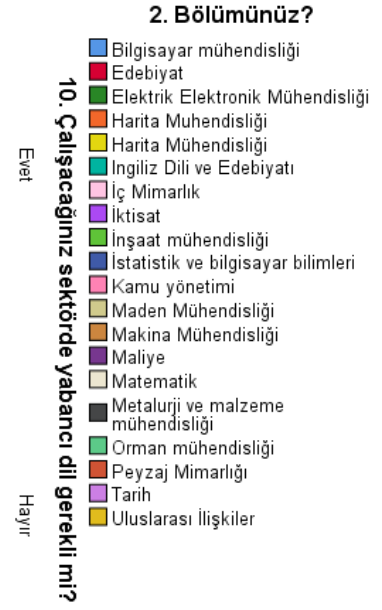 2. Bölümünüz?
Bilgisayar mühendisliği
Edebiyat
Elektrik Elektronik Mühendisliği
Harita Muhendisliği
Harita Mühendisliği
Ingiliz Dili ve Edebiyatı
İç Mimarlık
İktisat
İnşaat mühendisliği
İstatistik ve bilgisayar bilimleri
Kamu yönetimi
Maden Mühendisliği
Makina Mühendisliği
Maliye
Matematik
Metalurji ve malzeme
mühendisliği
Orman mühendisliği
Peyzaj Mimarlığı
Tarih
Uluslarası İlişkiler
10. Çalışacağınız sektörde yabancı dil gerekli mi?
Evet
Hayır